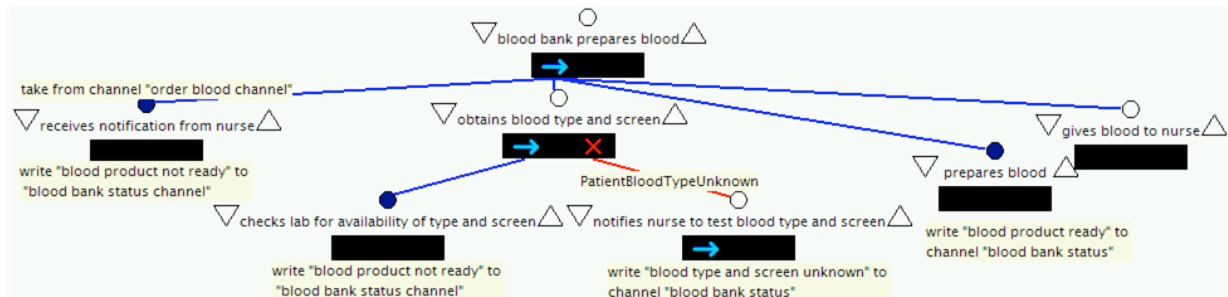 blood bank prepares blood
take from channel "order blood channel"
receives notification from nurse
write "blood product not ready" to
"blood bank status channel"
obtains blood type and screen
gives blood to nurse
prepares blood
write "blood product ready" to
channel "blood bank status"
PatientBloodTypeUnknown
checks lab for availability of type and screen
write "blood product not ready" to
"blood bank status channel"
notifies nurse to test blood type and screen
write "blood type and screen unknown" to
channel "blood bank status"